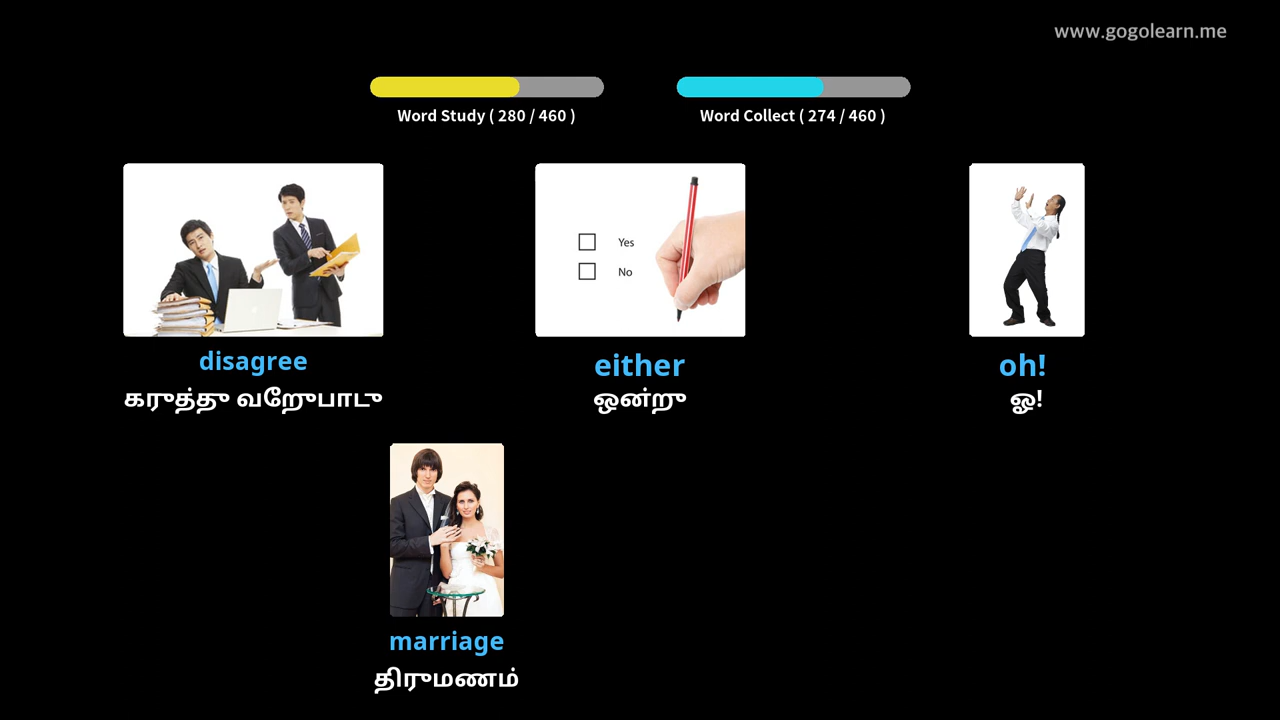 www.gogolearn.me
Word Study ( 280 / 460 )
Word Collect ( 274 / 460 )
Yes
No
disagree
either
oh!
கருத்து வேறுபாடு
ஒன்று
ஓ!
marriage
திருமணம்